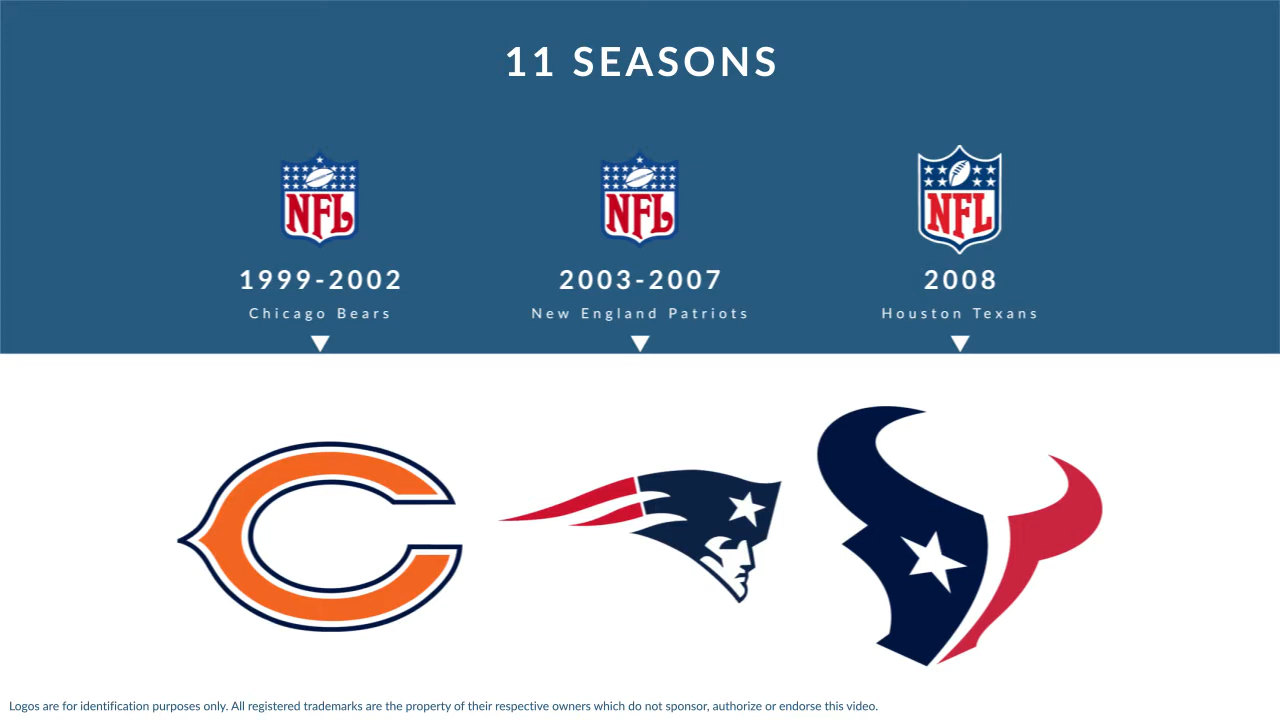 11 SEASONS
NFL NFL NFL
1999-2002 2003-2007 2008
Chicago Bears New England Patriots Houston Texans
Logos are for identification purposes only. All registered trademarks are the property of their respective owners which do not sponsor, authorize or endorse this video.